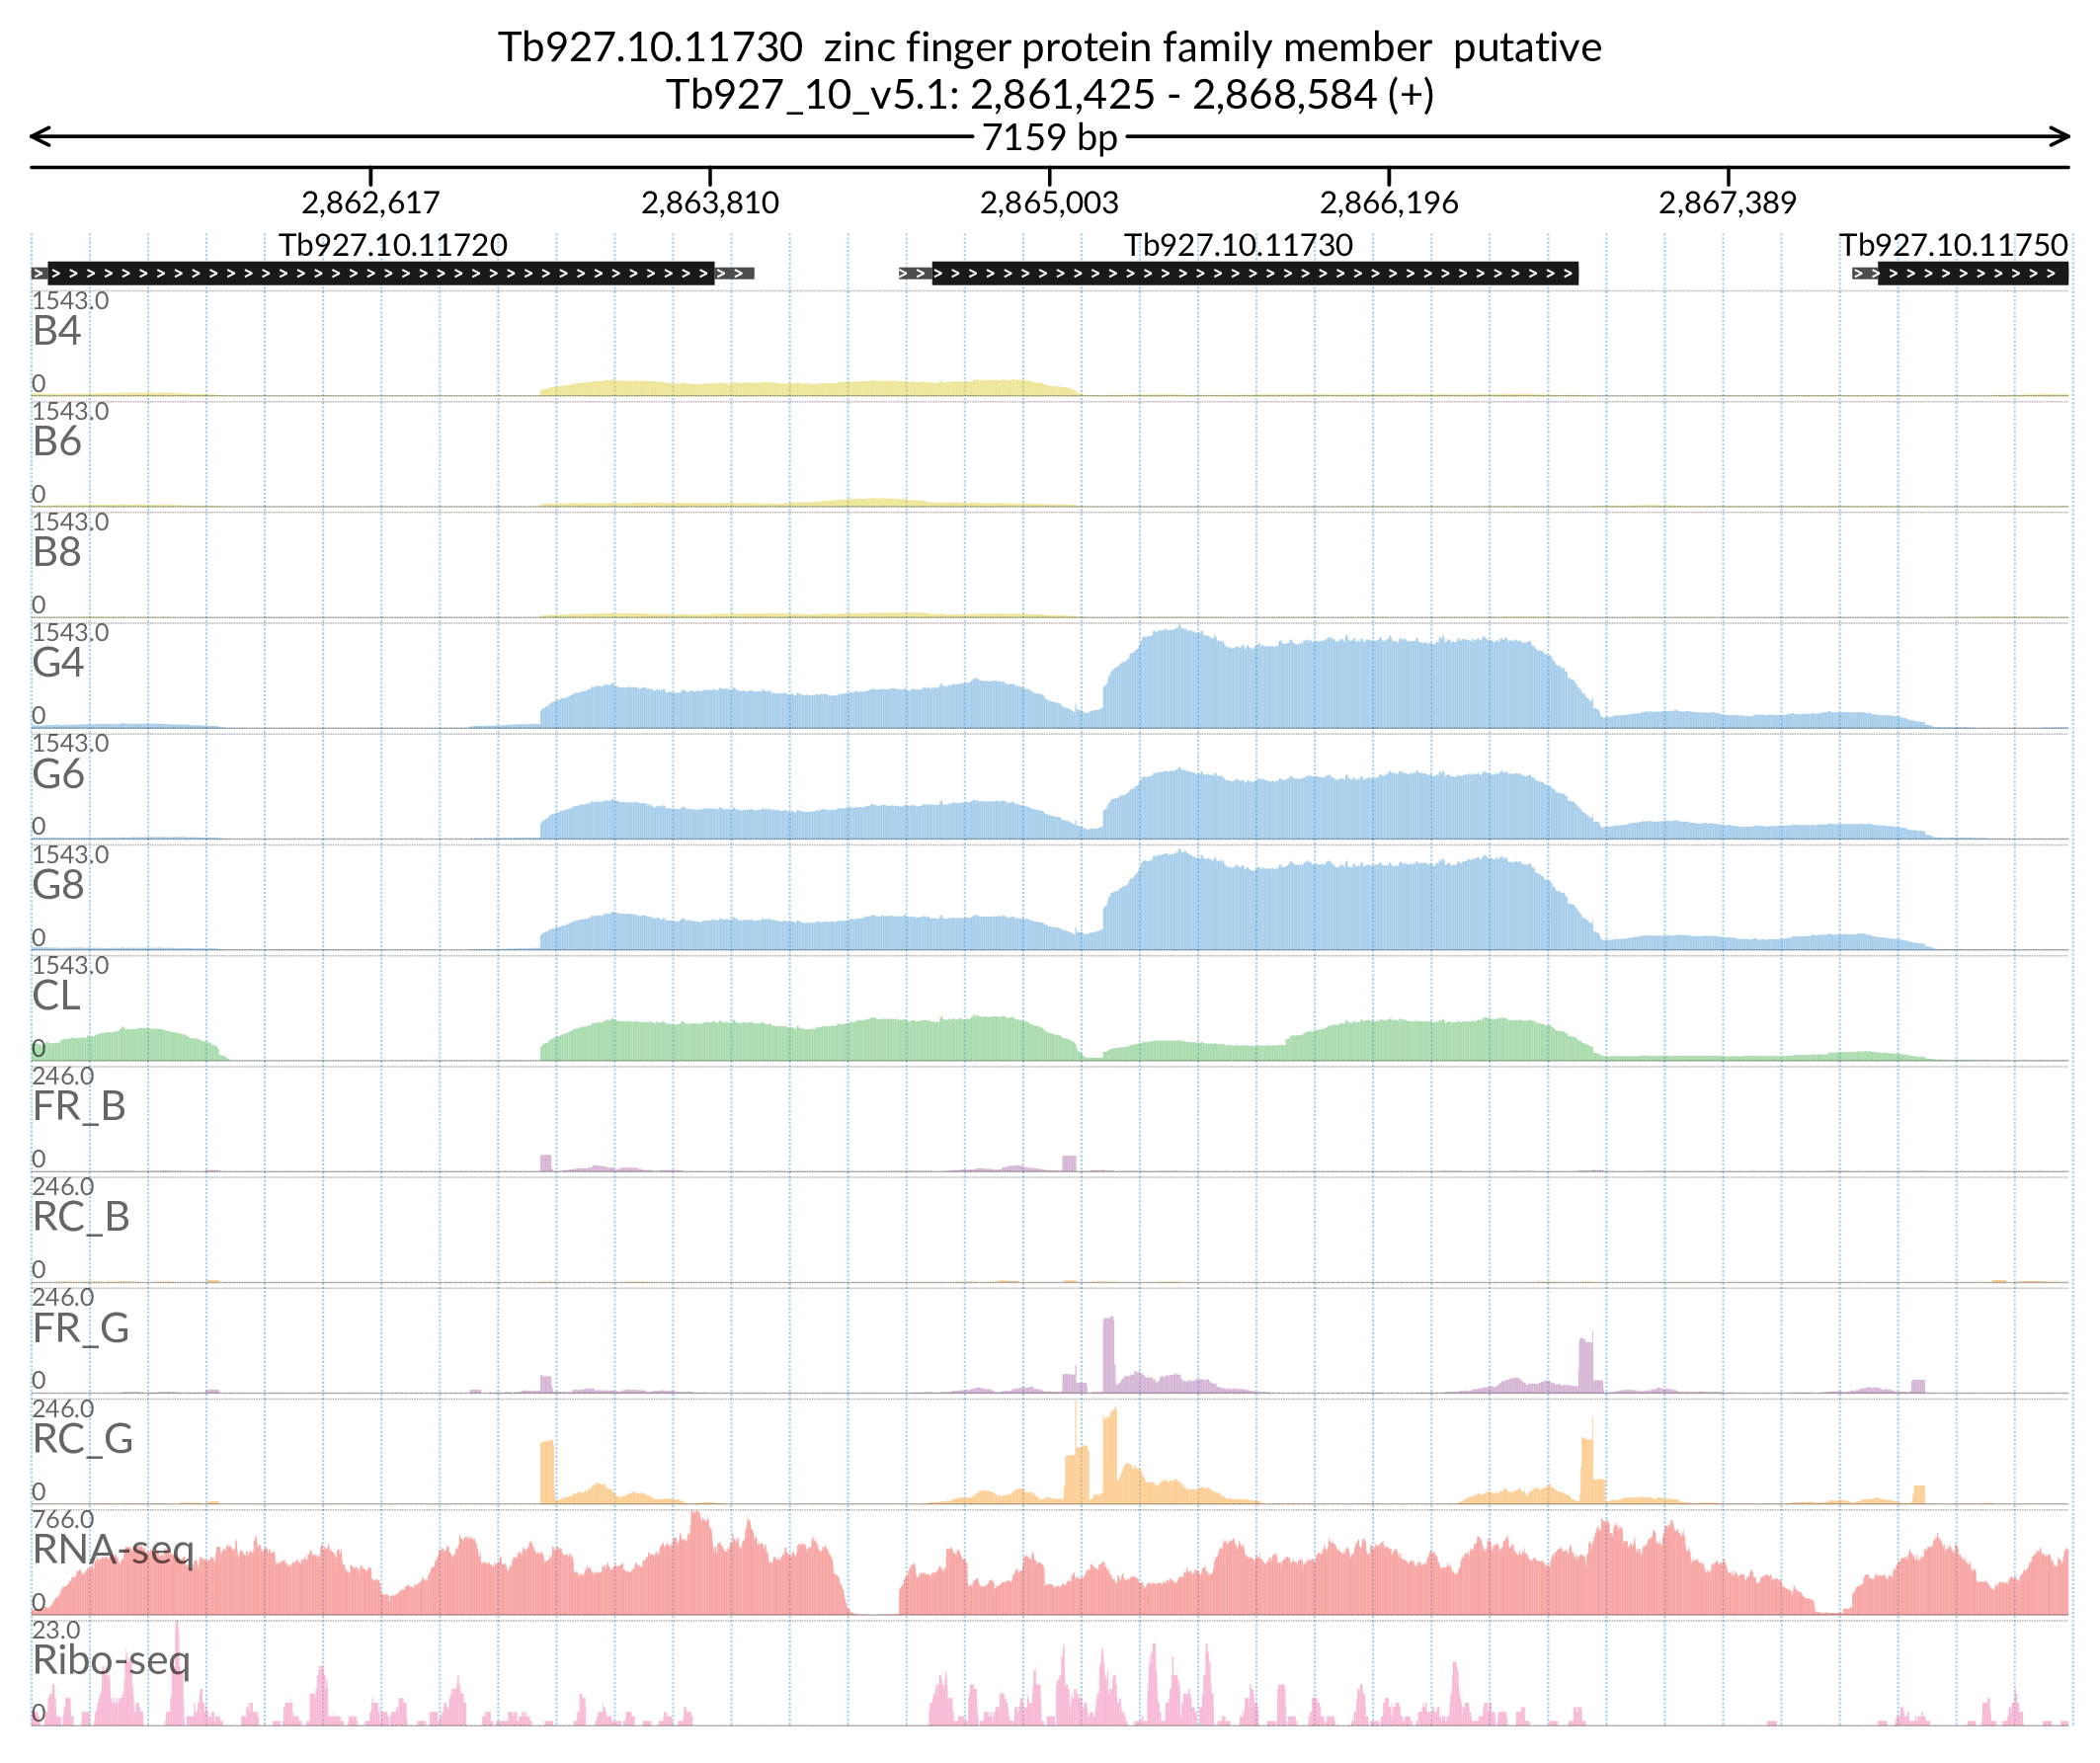 Tb927.10.11730  zinc finger protein family member  putative
Tb927_10_v5.1: 2,861,425 - 2,868,584 (+)
7159 bp
2,862,617 2,863,810 2,865,003 2,866,196 2,867,389
Tb927.10.11720 Tb927.10.11730 Tb927.10.11750
1543.0
B4
0
1543.0
B6
0
1543.0
B8
0
1543.0
G4
0
1543.0
G6
0
1543.0
G8
0
1543.0
CL
0
246.0
FR_B
0
246.0
RC_B
0
246.0
FR_G
0
246.0
RC_G
0
766.0
RNA-seq
0
23.0
Ribo-seq
0